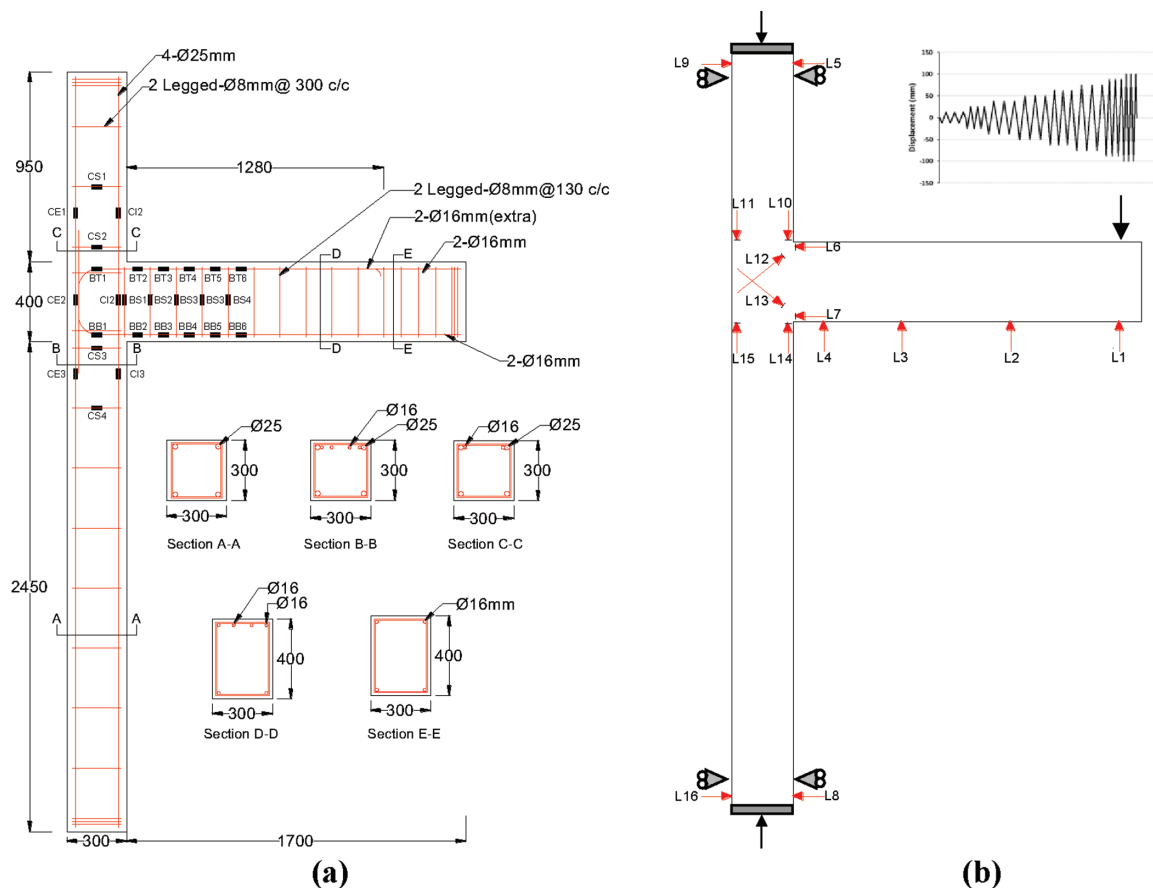 4-Ø25mm
2 Legged-Ø8mm@ 300 c/c
950
1280
CS1
2 Legged-Ø8mm@130 c/c
CE1
CI2
2-Ø16mm(extra)
C
C
CS2
D
E
2-Ø16mm
BT1
BT2
BT3
BT4
BT5
BT6
400
CE2
CI2
BS1
BS2
BS3
BS3
BS4
BB1
BB2
BB3
BB4
BB5
BB6
B
CS3
B
D
E
2-Ø16mm
CE3
CI3
CS4
2450
Ø25
300
300
Section A-A
Ø16
Ø25
300
300
Section B-B
Ø16
Ø25
300
300
Section C-C
A
A
Ø16
Ø16
400
300
Section D-D
Ø16mm
400
300
Section E-E
300
1700
(a)
L9
L5
Displacement (mm)
150
100
50
0
-50
-100
-150
L11
L10
L6
L12
L13
L7
L15
L14
L4
L3
L2
L1
L16
L8
(b)